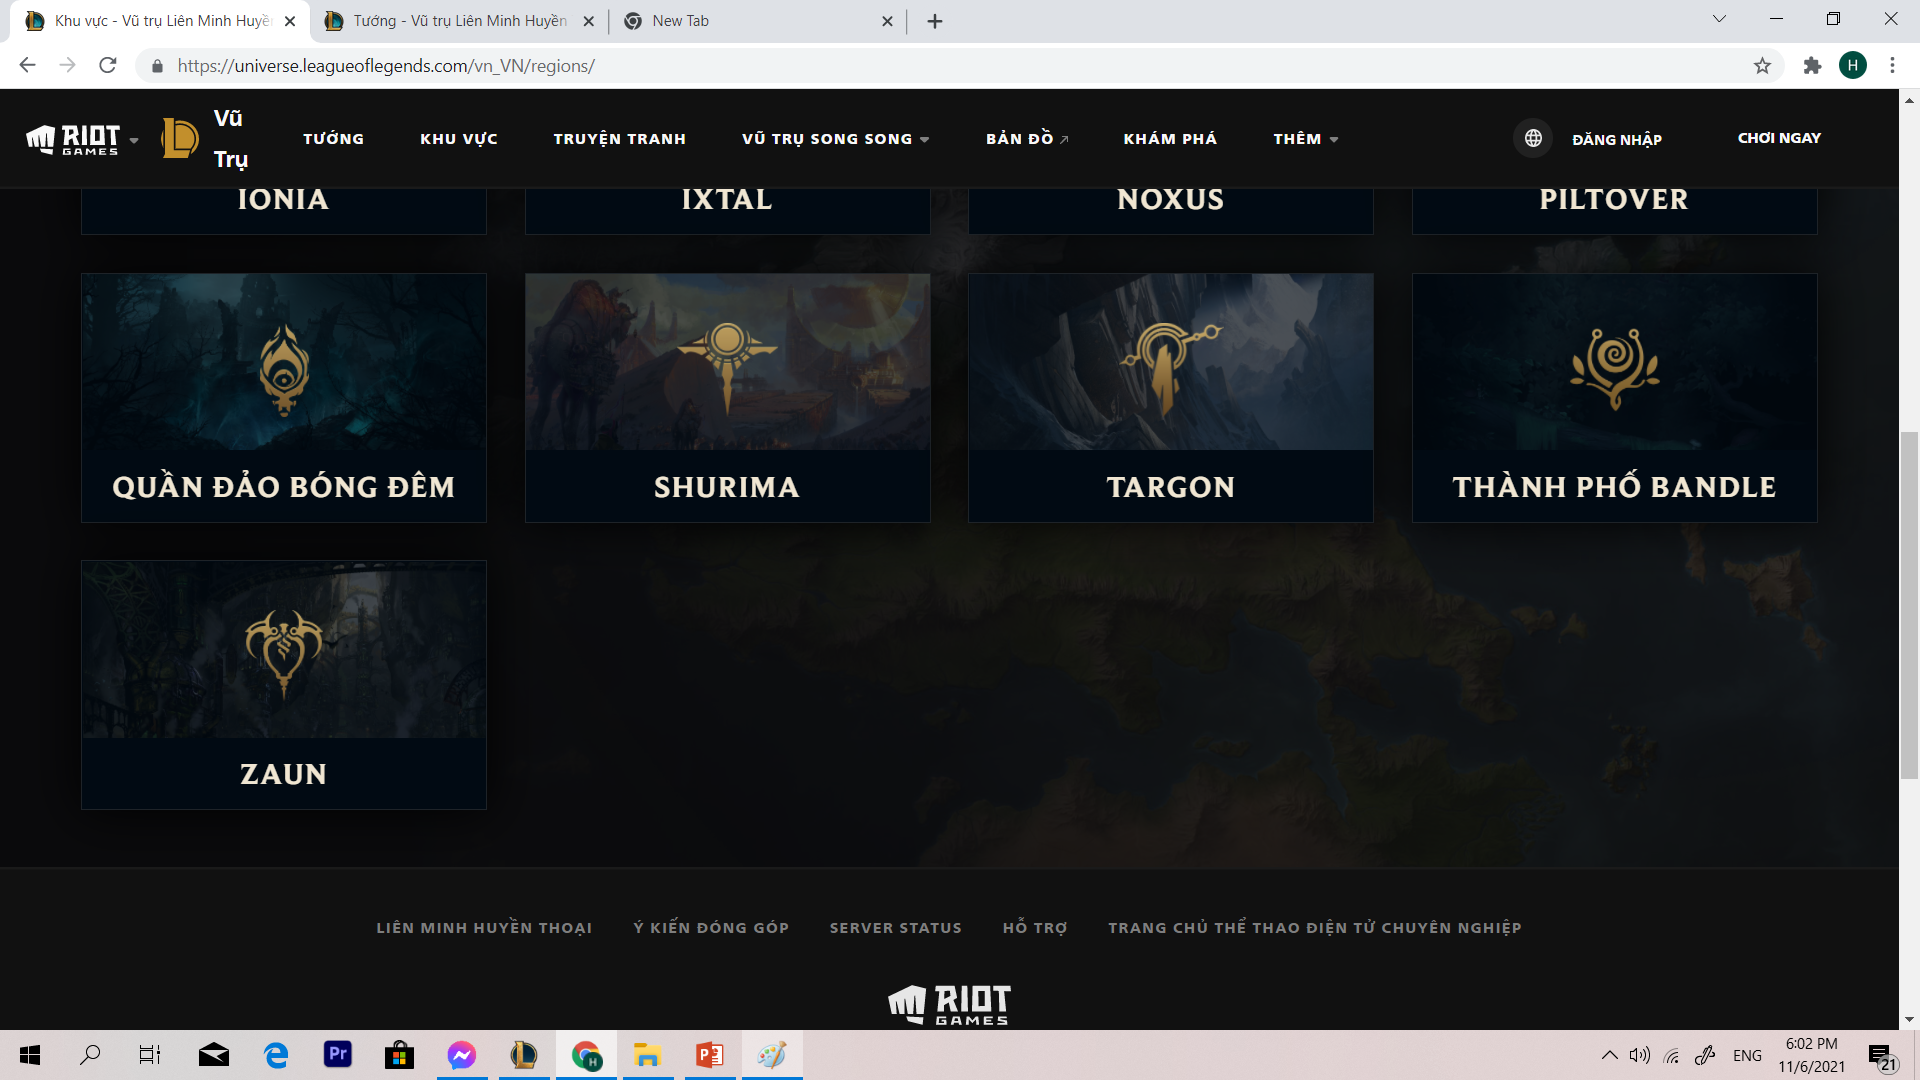 Khu vực - Vũ trụ Liên Minh Huyền
Tướng - Vũ trụ Liên Minh Huyền
New Tab
https://universe.leagueoflegends.com/vn_VN/regions/
H
RIOT GAMES
Vũ Trụ
TƯỚNG
KHU VỰC
TRUYỆN TRANH
VŨ TRỤ SONG SONG
BẢN ĐỒ
KHÁM PHÁ
THÊM
ĐĂNG NHẬP
CHƠI NGAY
IONIA
IXTAL
NOXUS
PILTOVER
QUẦN ĐẢO BÓNG ĐÊM
SHURIMA
TARGON
THÀNH PHỐ BANDLE
ZAUN
LIÊN MINH HUYỀN THOẠI
Ý KIẾN ĐÓNG GÓP
SERVER STATUS
HỖ TRỢ
TRANG CHỦ THỂ THAO ĐIỆN TỬ CHUYÊN NGHIỆP
RIOT GAMES
Pr
H
ENG
6:02 PM
11/6/2021
21